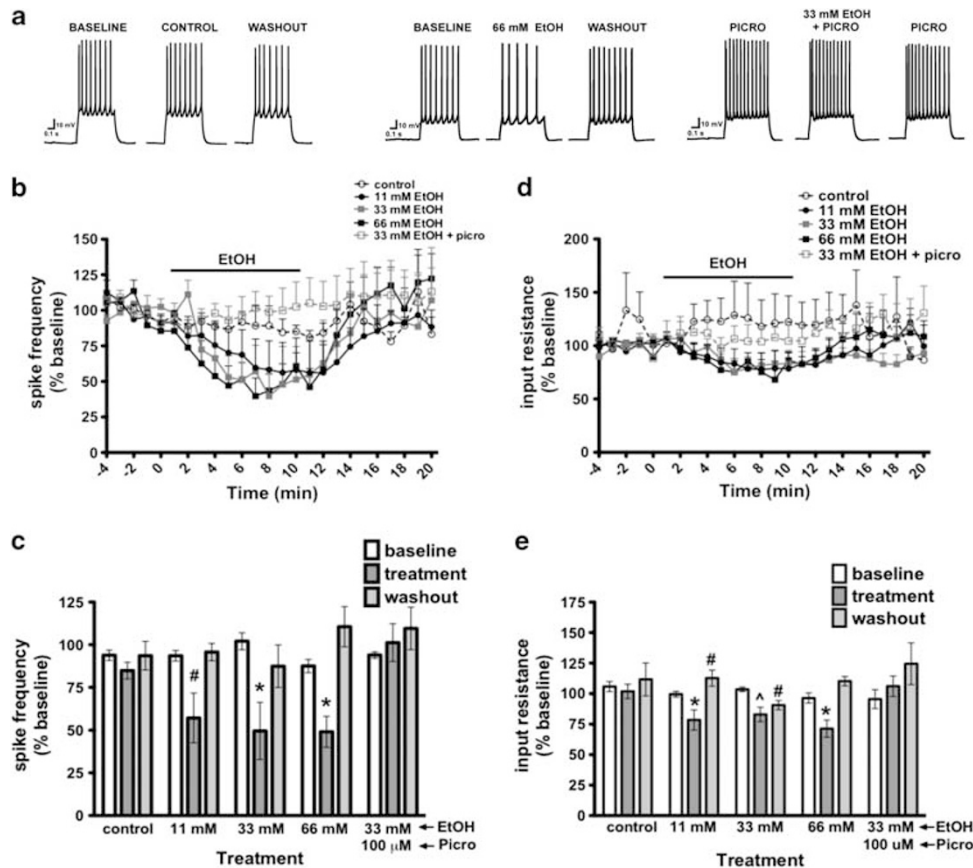 a
BASELINE CONTROL WASHOUT
10 mV
0.1 s
BASELINE 66 mM EtOH WASHOUT
10 mV
0.1 s
PICRO 33 mM EtOH + PICRO PICRO
10 mV
0.1 s
b
control
11 mM EtOH
33 mM EtOH
66 mM EtOH
33 mM EtOH + picro
EtOH
spike frequency
(% baseline)
150
125
100
75
50
25
0
-4 -2 0 2 4 6 8 10 12 14 16 18 20
Time (min)
d
control
11 mM EtOH
33 mM EtOH
66 mM EtOH
33 mM EtOH + picro
EtOH
input resistance
(% baseline)
200
150
100
50
0
-4 -2 0 2 4 6 8 10 12 14 16 18 20
Time (min)
c
baseline
treatment
washout
spike frequency
(% baseline)
125
100
75
50
25
0
# * *
control 11 mM 33 mM 66 mM 33 mM ← EtOH
100 µM ← Picro
Treatment
e
baseline
treatment
washout
input resistance
(% baseline)
175
150
125
100
75
50
25
0
* # ^ # *
control 11 mM 33 mM 66 mM 33 mM ← EtOH
100 uM ← Picro
Treatment